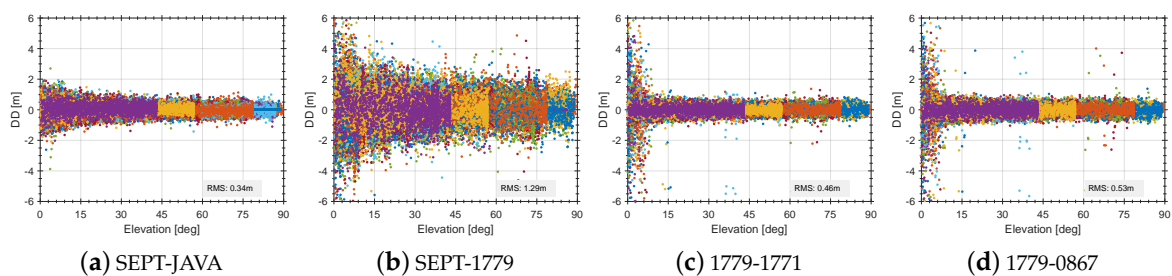 6
4
2
0
-2
-4
-6
DD [m]
0 15 30 45 60 75 90
Elevation [deg]
RMS: 0.34m
(a) SEPT-JAVA
6
4
2
0
-2
-4
-6
DD [m]
0 15 30 45 60 75 90
Elevation [deg]
RMS: 1.29m
(b) SEPT-1779
6
4
2
0
-2
-4
-6
DD [m]
0 15 30 45 60 75 90
Elevation [deg]
RMS: 0.46m
(c) 1779-1771
6
4
2
0
-2
-4
-6
DD [m]
0 15 30 45 60 75 90
Elevation [deg]
RMS: 0.53m
(d) 1779-0867